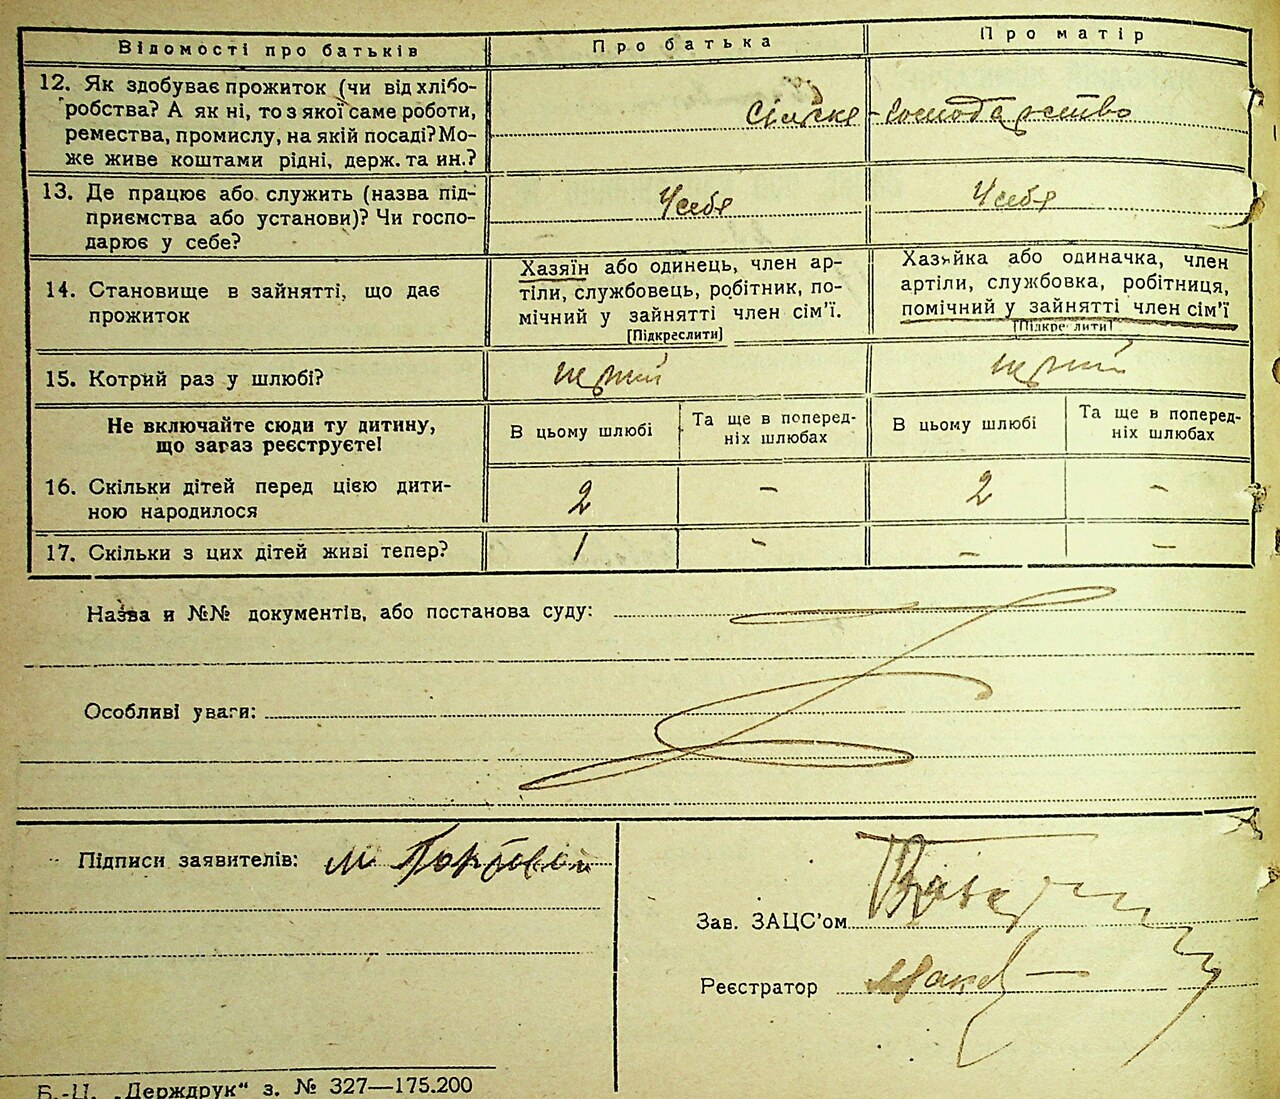 Відомості про батьків
Про батька
Про матір
12. Як здобуває прожиток (чи від хлібо-
робства? А як ні, то з якої саме роботи,
ремества, промислу, на якій посаді? Мо-
же живе коштами рідні, держ. та ин.?
Сільске-господарство
13. Де працює або служить (назва під-
приємства або установи)? Чи госпо-
дарює у себе?
У себе
У себе
14. Становище в зайнятті, що дає
прожиток
Хазяїн або одинець, член ар-
тіли, службовець, робітник, по-
мічний у зайнятті член сім'ї.
[Підкреслити]
Хазяйка або одиначка, член
артіли, службовка, робітниця,
помічний у зайнятті член сім'ї
[Підкреслити]
15. Котрий раз у шлюбі?
перший
перший
Не включайте сюди ту дитину,
що зараз реєструєте!
В цьому шлюбі
Та ще в поперед-
ніх шлюбах
В цьому шлюбі
Та ще в поперед-
ніх шлюбах
16. Скільки дітей перед цією дити-
ною народилося
2
-
2
-
17. Скільки з цих дітей живі тепер?
1
-
-
-
Назва и №№ документів, або постанова суду:
Особливі уваги:
Підписи заявителів: М
Зав. ЗАЦС'ом
Реєстратор
Б.-Ц. „Держдрук" з. № 327—175.200